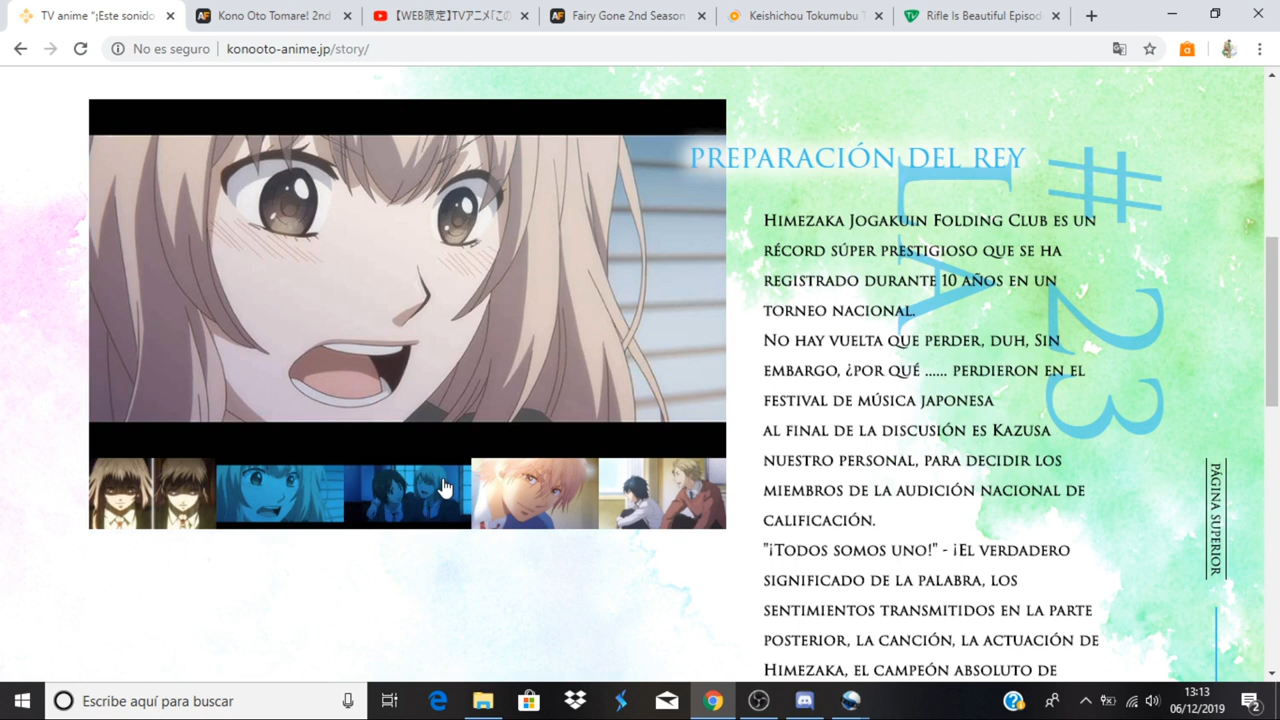 TV anime "¡Este sonido
Kono Oto Tomare! 2nd
【WEB限定】TVアニメ「この
Fairy Gone 2nd Season
Keishichou Tokumubu T
Rifle Is Beautiful Episode
No es seguro
konooto-anime.jp/story/
PREPARACIÓN DEL REY
LA
#23
Himezaka Jogakuin Folding Club es un
récord súper prestigioso que se ha
registrado durante 10 años en un
torneo nacional.
No hay vuelta que perder, duh, Sin
embargo, ¿por qué ...... perdieron en el
festival de música japonesa
al final de la discusión es Kazusa
nuestro personal, para decidir los
miembros de la audición nacional de
calificación.
"¡Todos somos uno!" - ¡El verdadero
significado de la palabra, los
sentimientos transmitidos en la parte
posterior, la canción, la actuación de
Himezaka, el campeón absoluto de
PÁGINA SUPERIOR
Escribe aquí para buscar
13:13
06/12/2019
2